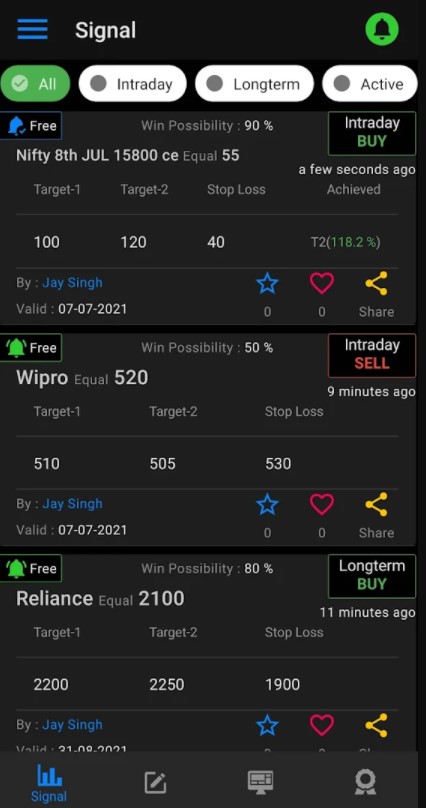 Signal
All Intraday Longterm Active
Free Win Possibility : 90 % Intraday
BUY
Nifty 8th JUL 15800 ce Equal 55
a few seconds ago
Target-1 Target-2 Stop Loss Achieved
100 120 40 T2(118.2 %)
By : Jay Singh
Valid : 07-07-2021 0 0 Share
Free Win Possibility : 50 % Intraday
SELL
Wipro Equal 520
9 minutes ago
Target-1 Target-2 Stop Loss
510 505 530
By : Jay Singh
Valid : 07-07-2021 0 0 Share
Free Win Possibility : 80 % Longterm
BUY
Reliance Equal 2100
11 minutes ago
Target-1 Target-2 Stop Loss
2200 2250 1900
By : Jay Singh
Valid : 31-08-2021
Signal